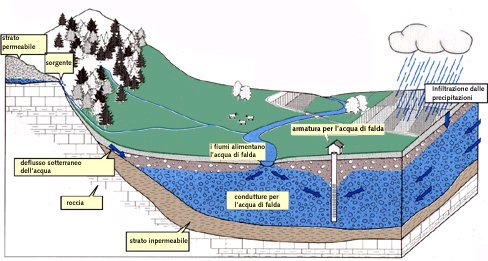 strato
permeabile
sorgente
Infiltrazione dalle
precipitazioni
armatura per l'acqua di falda
i fiumi alimentano
l'acqua di falda
deflusso sotterraneo
dell'acqua
roccia
condutture per
l'acqua di falda
strato impermeabile